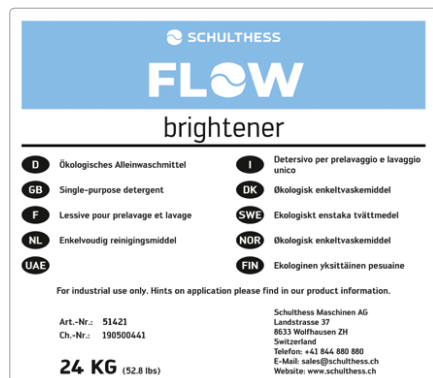 SCHULTHESS
FLOW
brightener
D Ökologisches Alleinwaschmittel
GB Single-purpose detergent
F Lessive pour prelavage et lavage
NL Enkelvoudig reinigingsmiddel
UAE
I Detersivo per prelavaggio e lavaggio
unico
DK Økologisk enkeltvaskemiddel
SWE Ekologiskt enstaka tvättmedel
NOR Økologisk enkeltvaskemiddel
FIN Ekologinen yksittäinen pesuaine
For industrial use only. Hints on application please find in our product information.
Art.-Nr.: 51421
Ch.-Nr.: 190500441
24 KG (52.8 lbs)
Schulthess Maschinen AG
Landstrasse 37
8633 Wolfhausen ZH
Switzerland
Telefon: +41 844 880 880
E-Mail: sales@schulthess.ch
Website: www.schulthess.ch